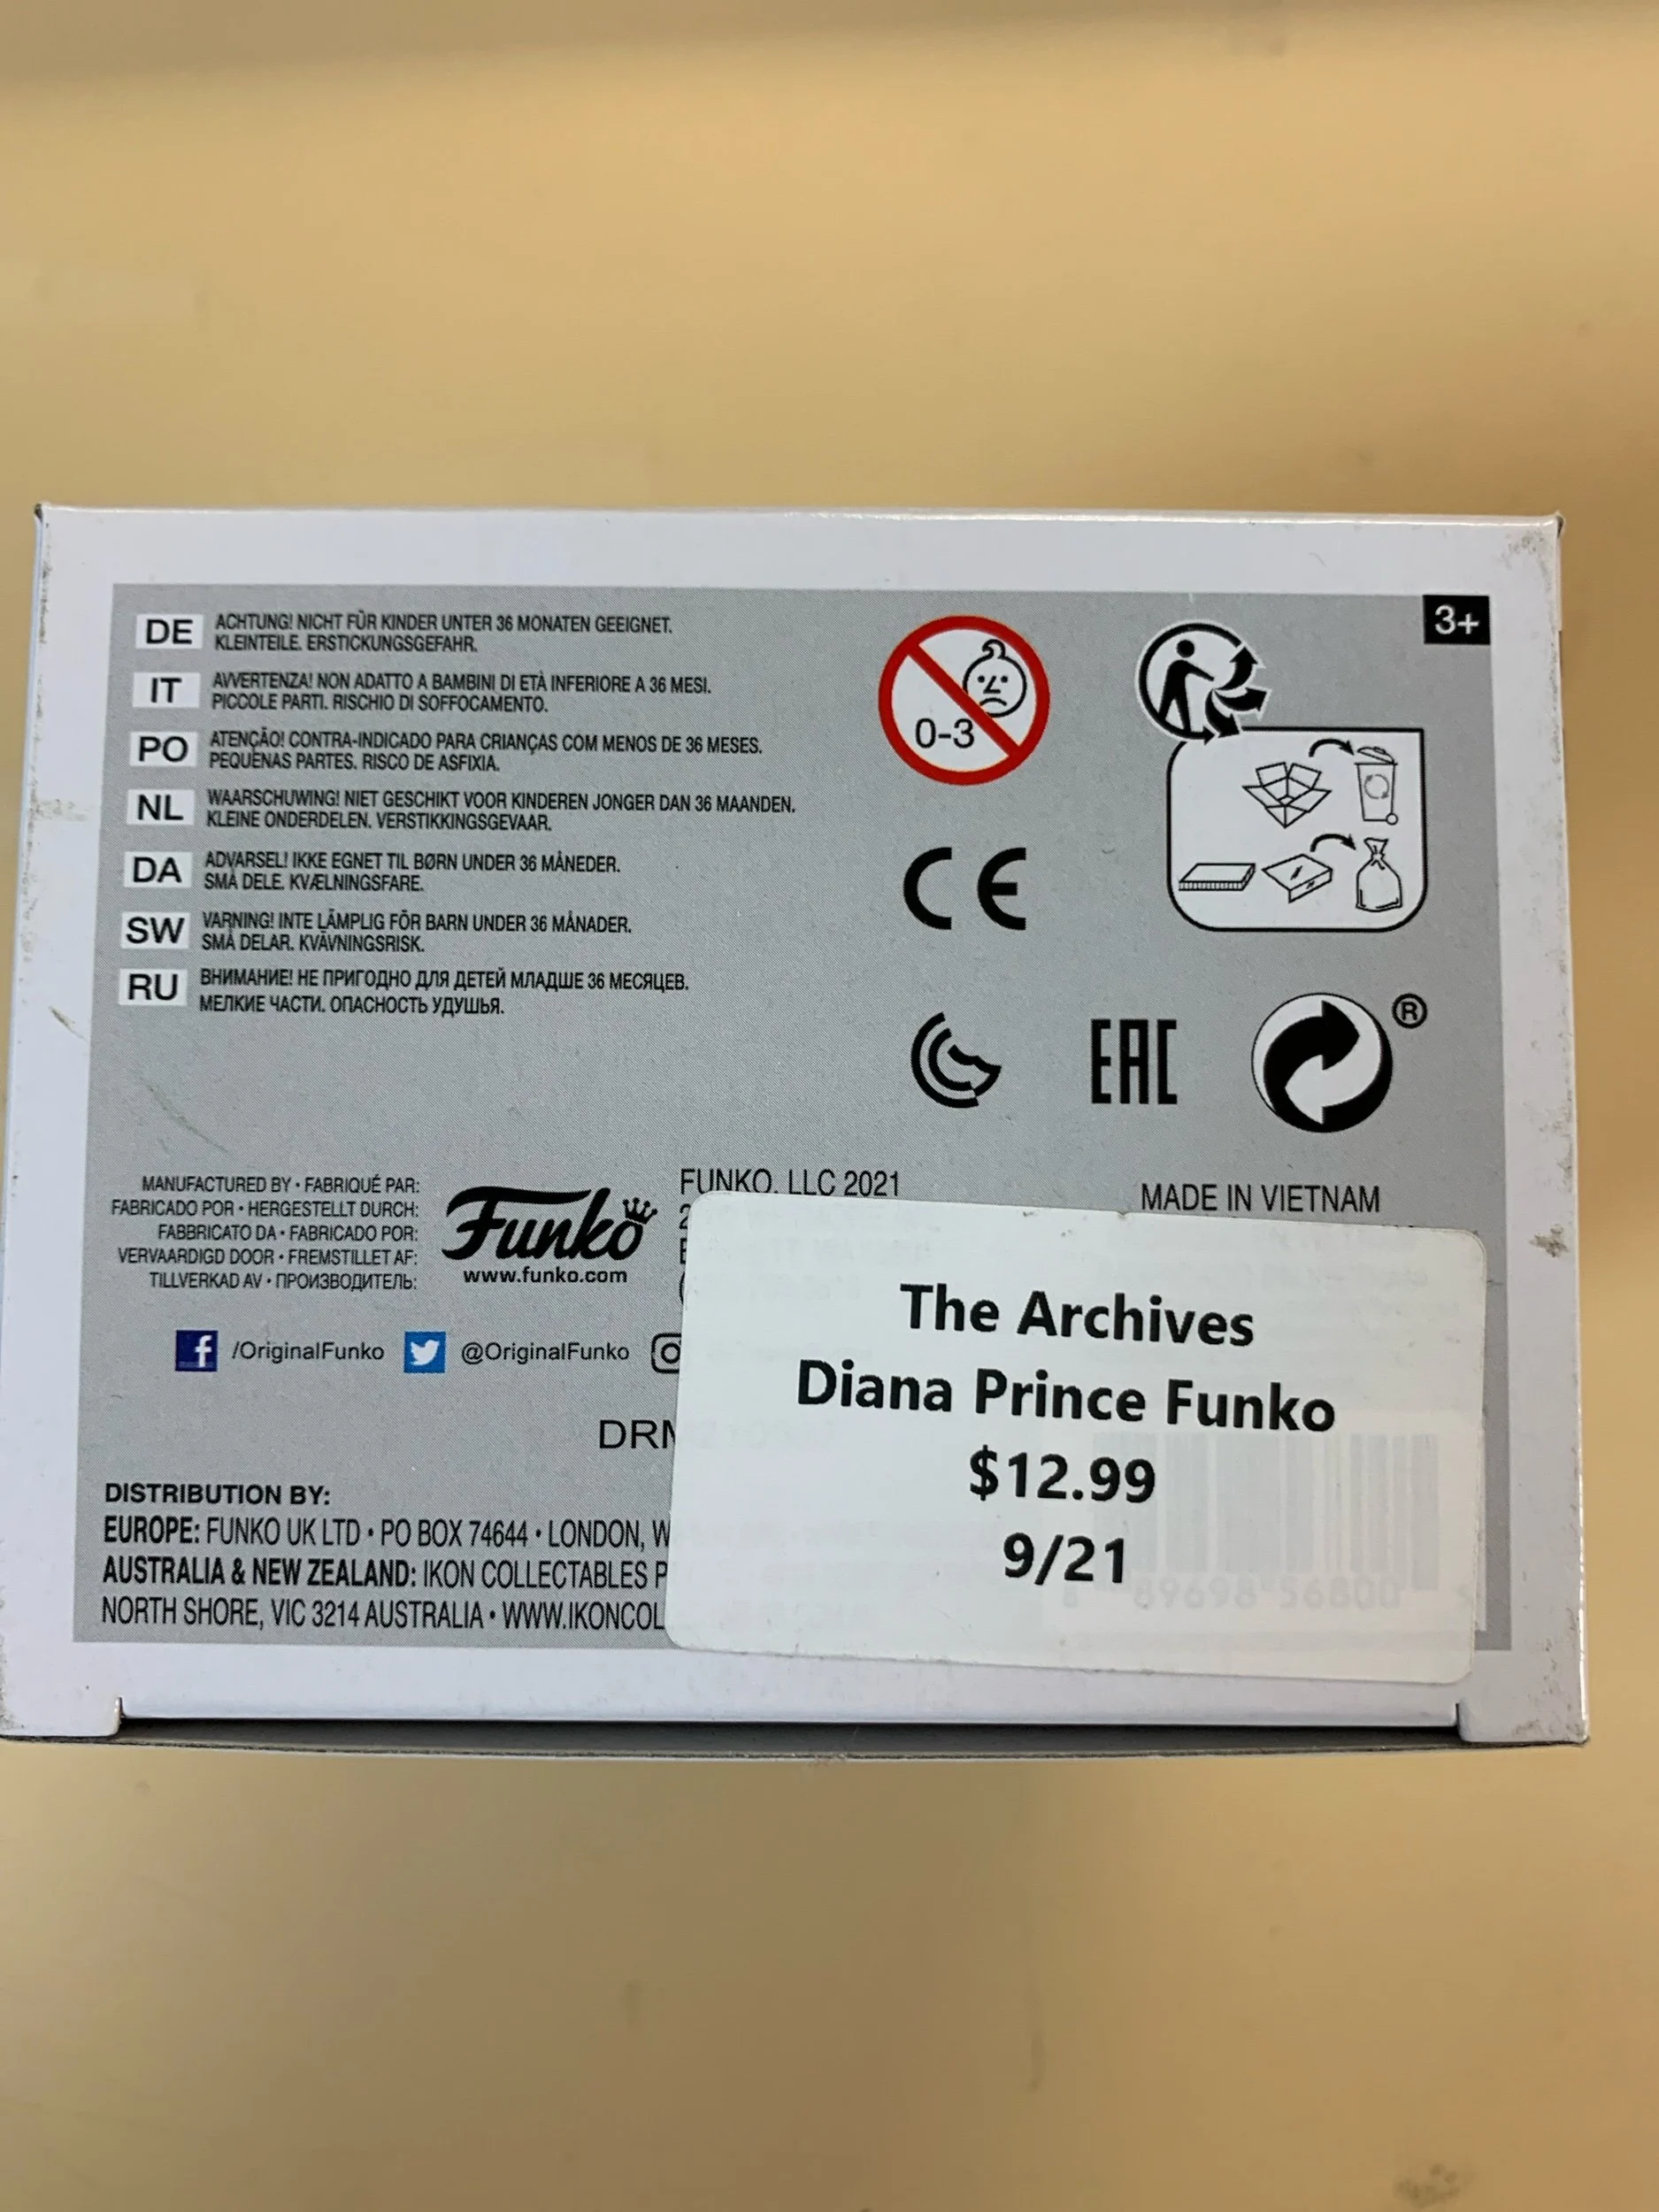 3+
DE ACHTUNG! NICHT FÜR KINDER UNTER 36 MONATEN GEEIGNET.
KLEINTEILE. ERSTICKUNGSGEFAHR.
IT AVVERTENZA! NON ADATTO A BAMBINI DI ETÀ INFERIORE A 36 MESI.
PICCOLE PARTI. RISCHIO DI SOFFOCAMENTO.
PO ATENÇÃO! CONTRA-INDICADO PARA CRIANÇAS COM MENOS DE 36 MESES.
PEQUENAS PARTES. RISCO DE ASFIXIA.
NL WAARSCHUWING! NIET GESCHIKT VOOR KINDEREN JONGER DAN 36 MAANDEN.
KLEINE ONDERDELEN. VERSTIKKINGSGEVAAR.
DA ADVARSEL! IKKE EGNET TIL BØRN UNDER 36 MÅNEDER.
SMÅ DELE. KVÆLNINGSFARE.
SW VARNING! INTE LÄMPLIG FÖR BARN UNDER 36 MÅNADER.
SMÅ DELAR. KVÄVNINGSRISK.
RU ВНИМАНИЕ! НЕ ПРИГОДНО ДЛЯ ДЕТЕЙ МЛАДШЕ 36 МЕСЯЦЕВ.
МЕЛКИЕ ЧАСТИ. ОПАСНОСТЬ УДУШЬЯ.
0-3
CE
EAC
®
MANUFACTURED BY • FABRIQUÉ PAR:
FABRICADO POR • HERGESTELLT DURCH:
FABBRICATO DA • FABRICADO POR:
VERVAARDIGD DOOR • FREMSTILLET AF:
TILLVERKAD AV • ПРОИЗВОДИТЕЛЬ:
Funko
www.funko.com
FUNKO, LLC 2021
MADE IN VIETNAM
/OriginalFunko @OriginalFunko
DISTRIBUTION BY:
EUROPE: FUNKO UK LTD • PO BOX 74644 • LONDON,
AUSTRALIA & NEW ZEALAND: IKON COLLECTABLES
NORTH SHORE, VIC 3214 AUSTRALIA • WWW.IKONCOL
The Archives
Diana Prince Funko
$12.99
9/21